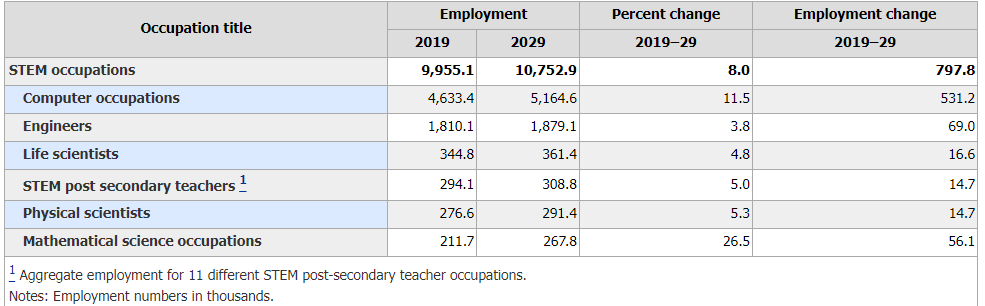 Occupation title Employment Percent change Employment change
2019 2029 2019–29 2019–29
STEM occupations 9,955.1 10,752.9 8.0 797.8
Computer occupations 4,633.4 5,164.6 11.5 531.2
Engineers 1,810.1 1,879.1 3.8 69.0
Life scientists 344.8 361.4 4.8 16.6
STEM post secondary teachers 1 294.1 308.8 5.0 14.7
Physical scientists 276.6 291.4 5.3 14.7
Mathematical science occupations 211.7 267.8 26.5 56.1
1 Aggregate employment for 11 different STEM post-secondary teacher occupations.
Notes: Employment numbers in thousands.